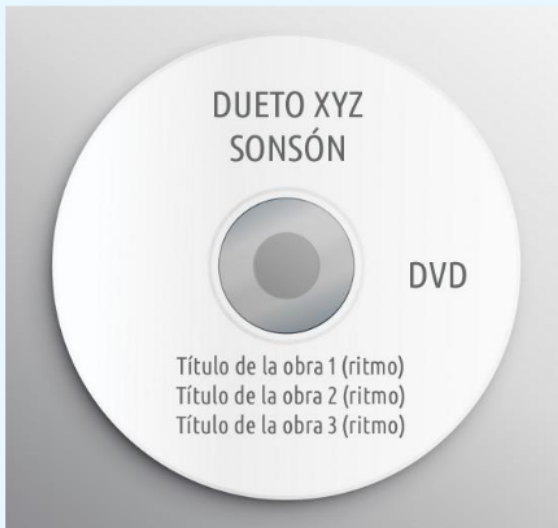 DUETO XYZ
SONSÓN
DVD
Título de la obra 1 (ritmo)
Título de la obra 2 (ritmo)
Título de la obra 3 (ritmo)